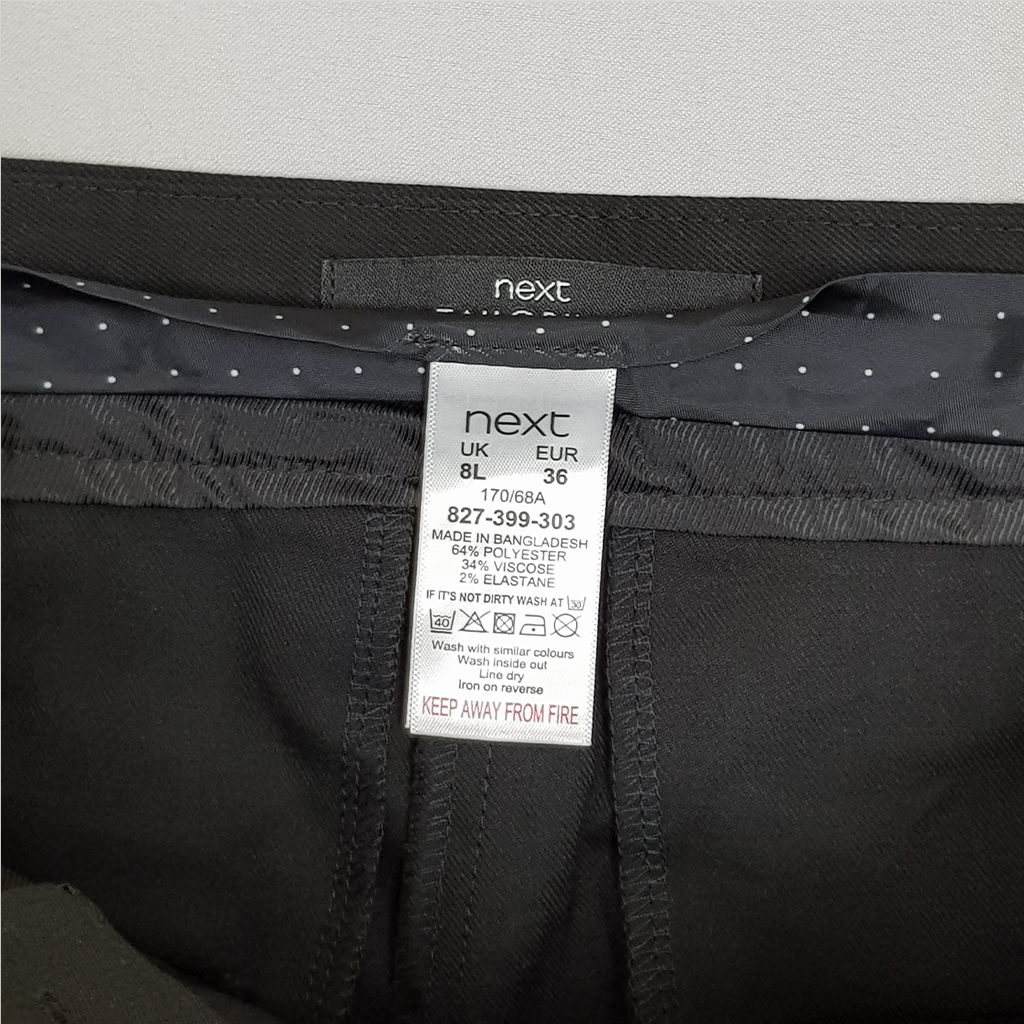 next
next
UK EUR
8L 36
170/68A
827-399-303
MADE IN BANGLADESH
64% POLYESTER
34% VISCOSE
2% ELASTANE
IF IT'S NOT DIRTY WASH AT 30
40
Wash with similar colours
Wash inside out
Line dry
Iron on reverse
KEEP AWAY FROM FIRE